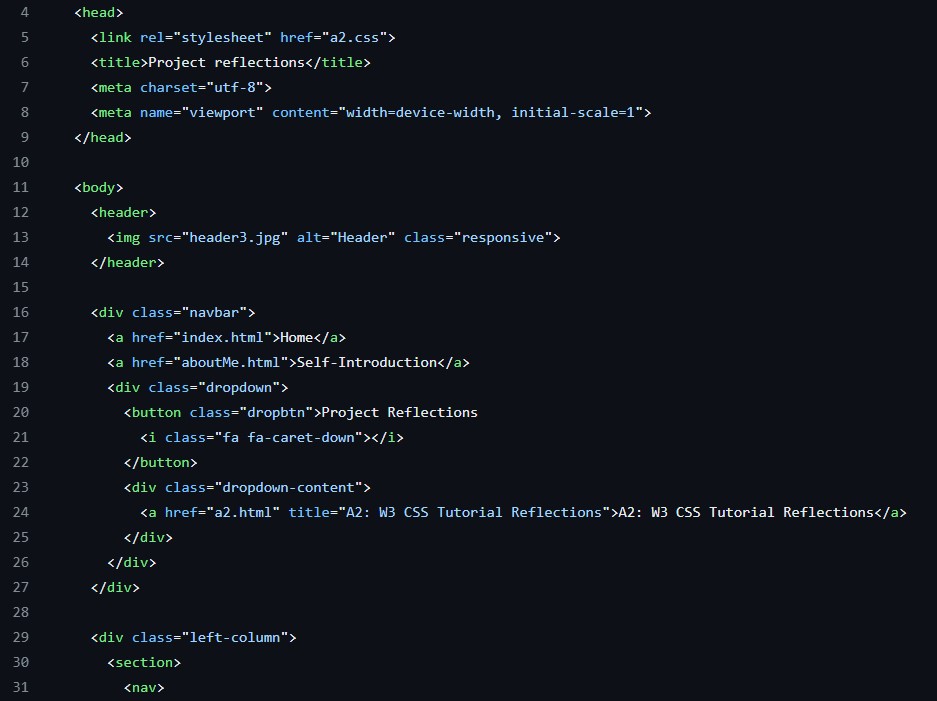 4 <head>
5 <link rel="stylesheet" href="a2.css">
6 <title>Project reflections</title>
7 <meta charset="utf-8">
8 <meta name="viewport" content="width=device-width, initial-scale=1">
9 </head>
10
11 <body>
12 <header>
13 <img src="header3.jpg" alt="Header" class="responsive">
14 </header>
15
16 <div class="navbar">
17 <a href="index.html">Home</a>
18 <a href="aboutMe.html">Self-Introduction</a>
19 <div class="dropdown">
20 <button class="dropbtn">Project Reflections
21 <i class="fa fa-caret-down"></i>
22 </button>
23 <div class="dropdown-content">
24 <a href="a2.html" title="A2: W3 CSS Tutorial Reflections">A2: W3 CSS Tutorial Reflections</a>
25 </div>
26 </div>
27 </div>
28
29 <div class="left-column">
30 <section>
31 <nav>